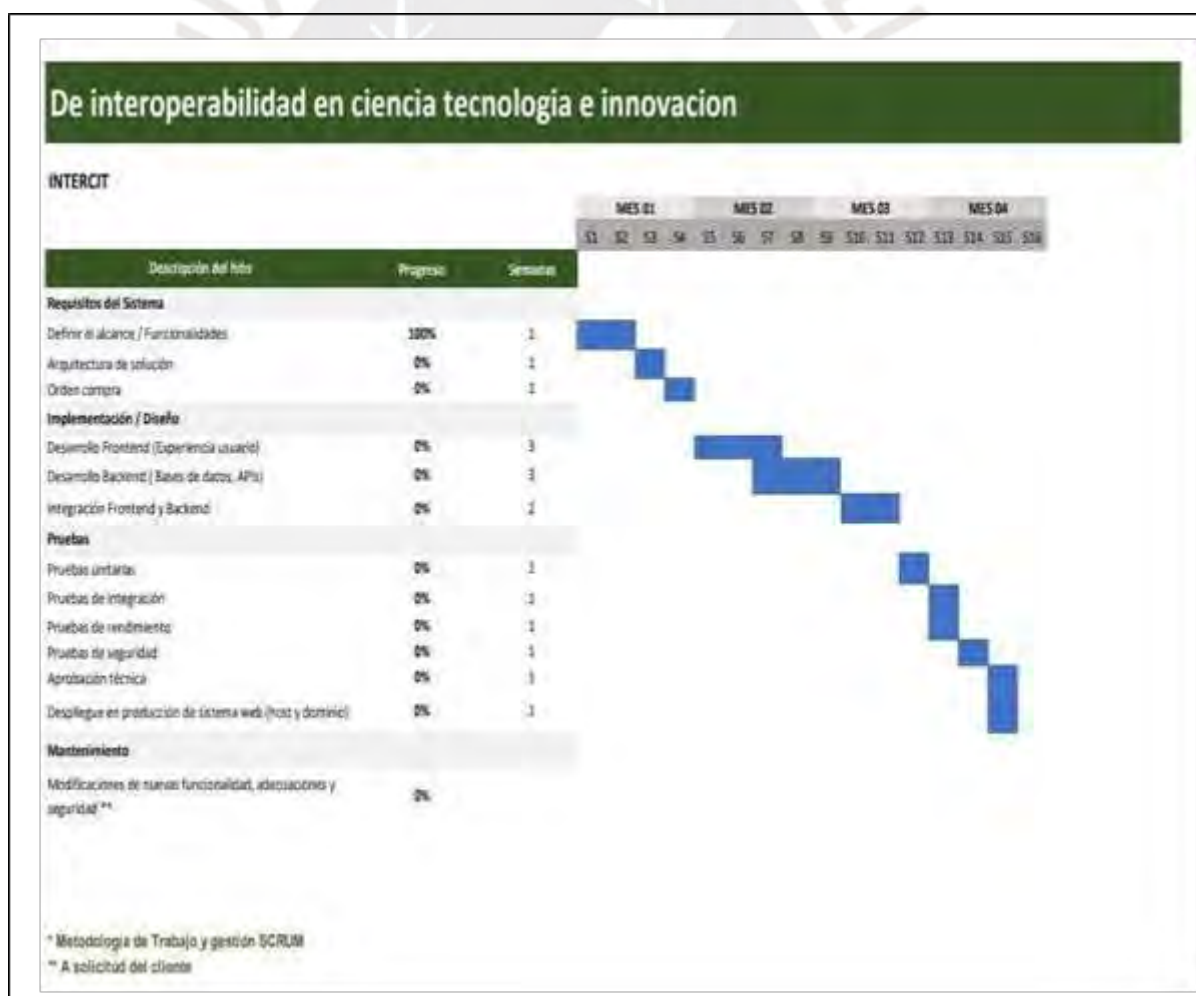 De interoperabilidad en ciencia tecnologia e innovacion
INTERCIT
MES 01 MES 02 MES 03 MES 04
S1 S2 S3 S4 S5 S6 S7 S8 S9 S10 S11 S12 S13 S14 S15 S16
Descripción del hito Progreso Semanas
Requisitos del Sistema
Definir el alcance / Funcionalidades 100% 1
Arquitectura de solución 0% 1
Orden compra 0% 1
Implementación / Diseño
Desarrollo Frontend (Experiencia usuario) 0% 3
Desarrollo Backend ( Bases de datos, APIs) 0% 3
Integración Frontend y Backend 0% 2
Pruebas
Pruebas unitarias 0% 1
Pruebas de integración 0% 1
Pruebas de rendimiento 0% 1
Pruebas de seguridad 0% 1
Aprobación técnica 0% 1
Despliegue en producción de sistema web (host y dominio) 0% 1
Mantenimiento
Modificaciones de nuevas funcionalidad, adecuaciones y
seguridad ** 0%
* Metodologia de Trabajo y gestión SCRUM
** A solicitud del cliente